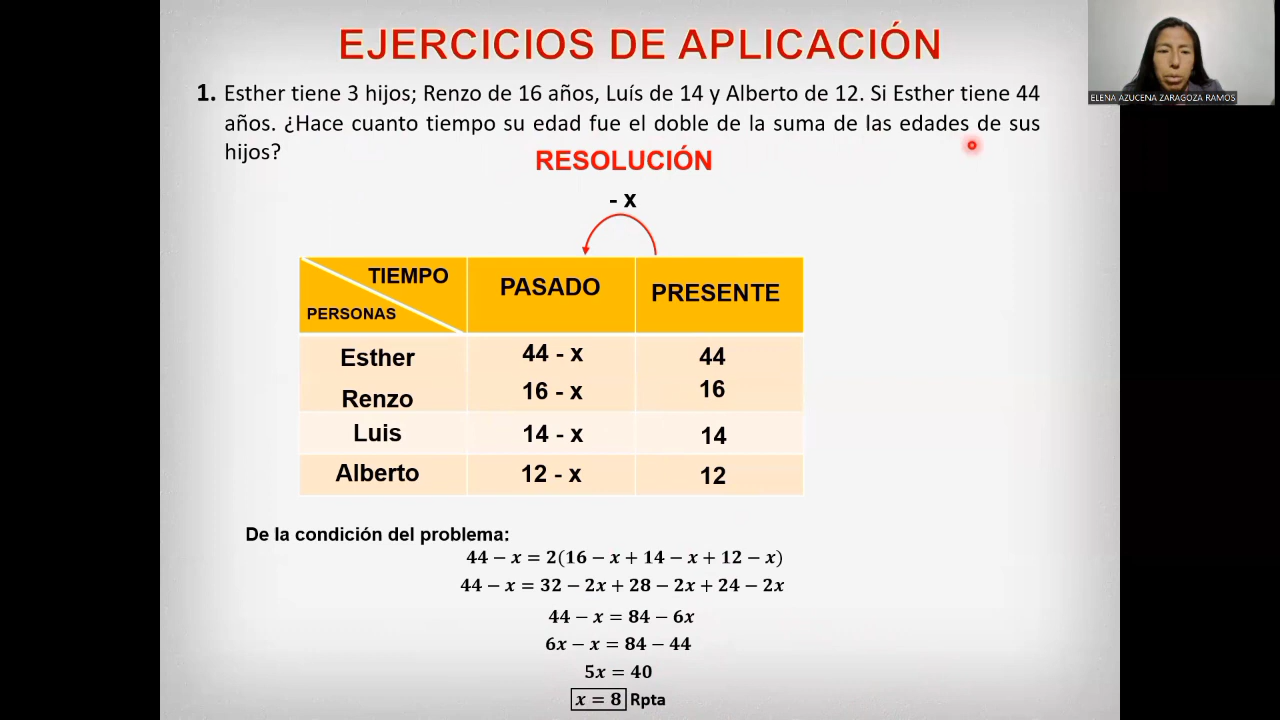 EJERCICIOS DE APLICACIÓN
1. Esther tiene 3 hijos; Renzo de 16 años, Luís de 14 y Alberto de 12. Si Esther tiene 44
años. ¿Hace cuanto tiempo su edad fue el doble de la suma de las edades de sus
hijos?
RESOLUCIÓN
- x
TIEMPO
PERSONAS
PASADO
PRESENTE
Esther 44 - x 44
Renzo 16 - x 16
Luis 14 - x 14
Alberto 12 - x 12
De la condición del problema:
44 − x = 2(16 − x + 14 − x + 12 − x)
44 − x = 32 − 2x + 28 − 2x + 24 − 2x
44 − x = 84 − 6x
6x − x = 84 − 44
5x = 40
x = 8 Rpta
ELENA AZUCENA ZARAGOZA RAMOS